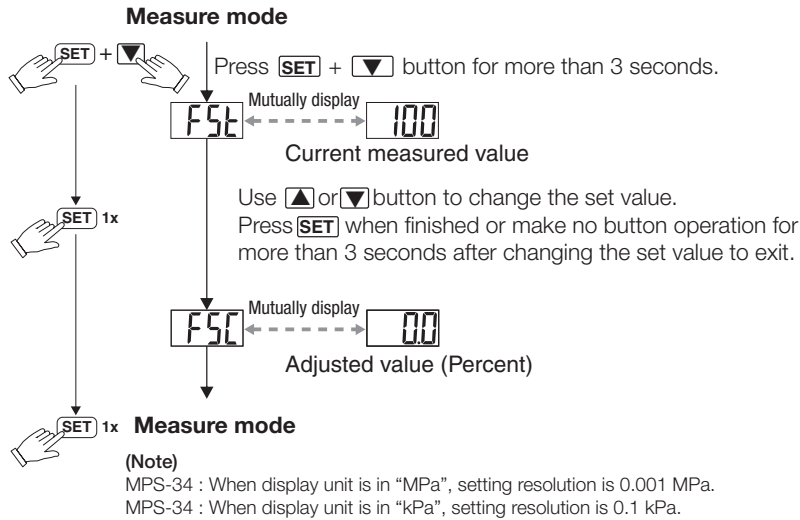 Measure mode
SET + ▼
Press SET + ▼ button for more than 3 seconds.
Mutually display
FSt
100
Current measured value
Use ▲ or ▼ button to change the set value.
SET 1x
Press SET when finished or make no button operation for
more than 3 seconds after changing the set value to exit.
Mutually display
FSC
0.0
Adjusted value (Percent)
SET 1x Measure mode
(Note)
MPS-34 : When display unit is in “MPa”, setting resolution is 0.001 MPa.
MPS-34 : When display unit is in “kPa”, setting resolution is 0.1 kPa.